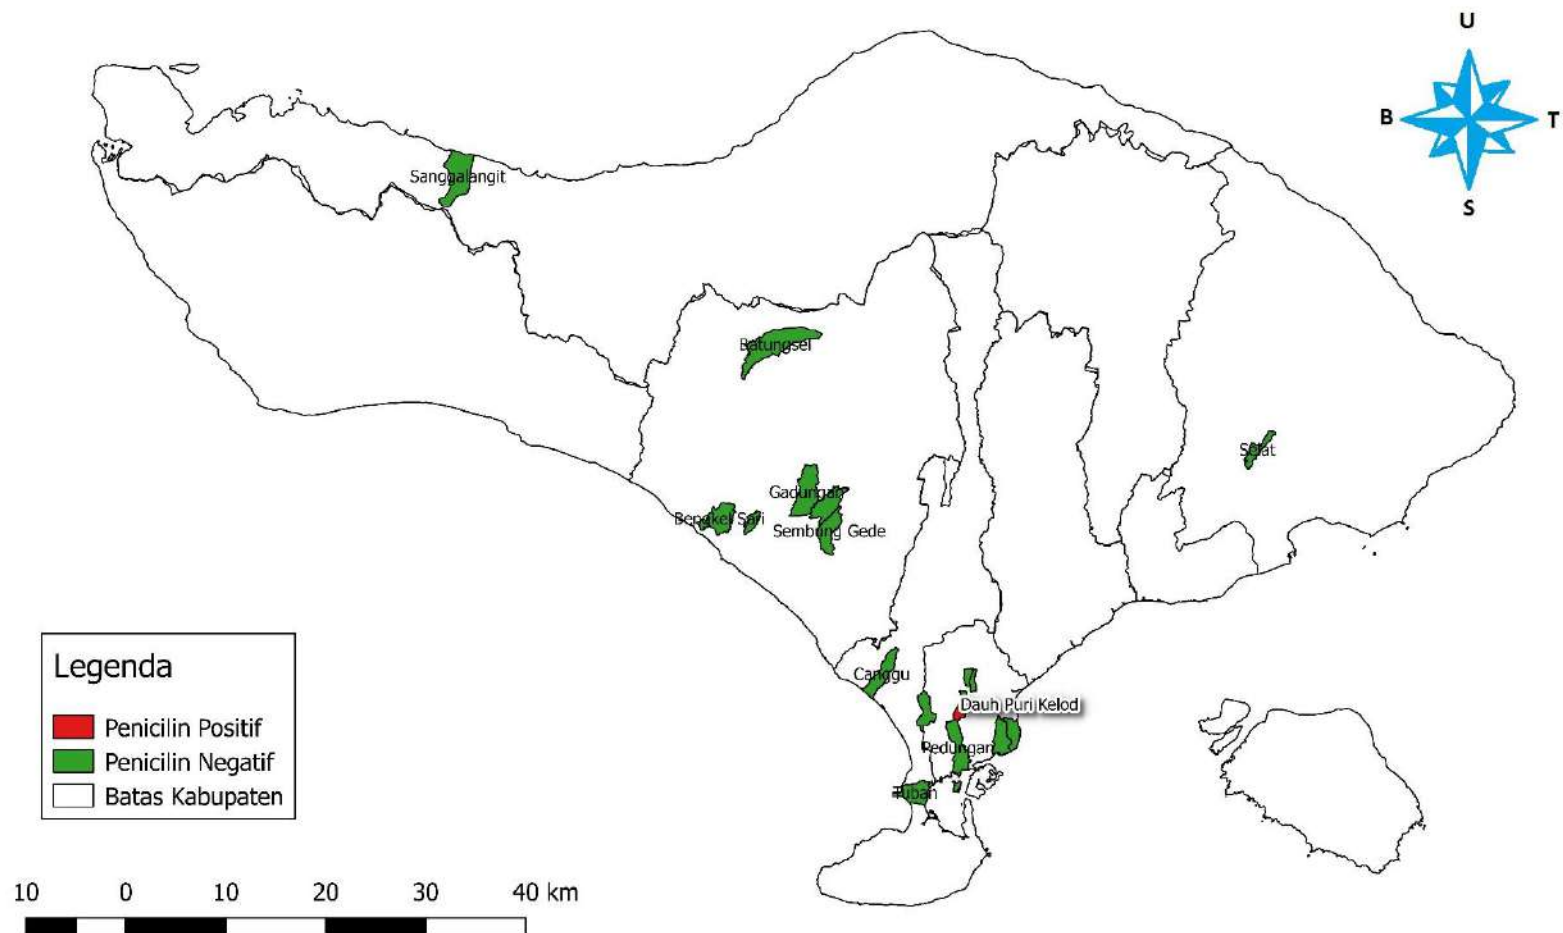 U
B
T
S
Sanggalangit
Batungsel
Selat
Gadungan
Bengkel Sari
Sembung Gede
Canggu
Dauh Puri Kelod
Pedungan
Tuban
Legenda
Penicilin Positif
Penicilin Negatif
Batas Kabupaten
10 0 10 20 30 40 km